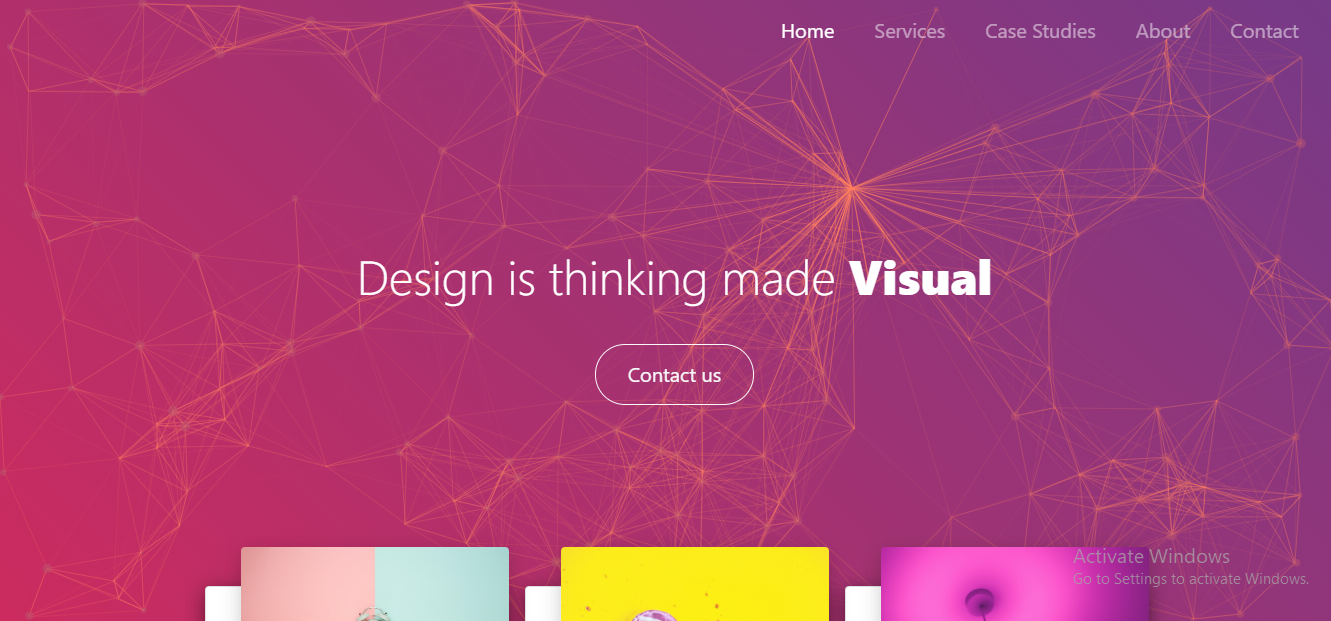 Home Services Case Studies About Contact
Design is thinking made Visual
Contact us
Activate Windows
Go to Settings to activate Windows.